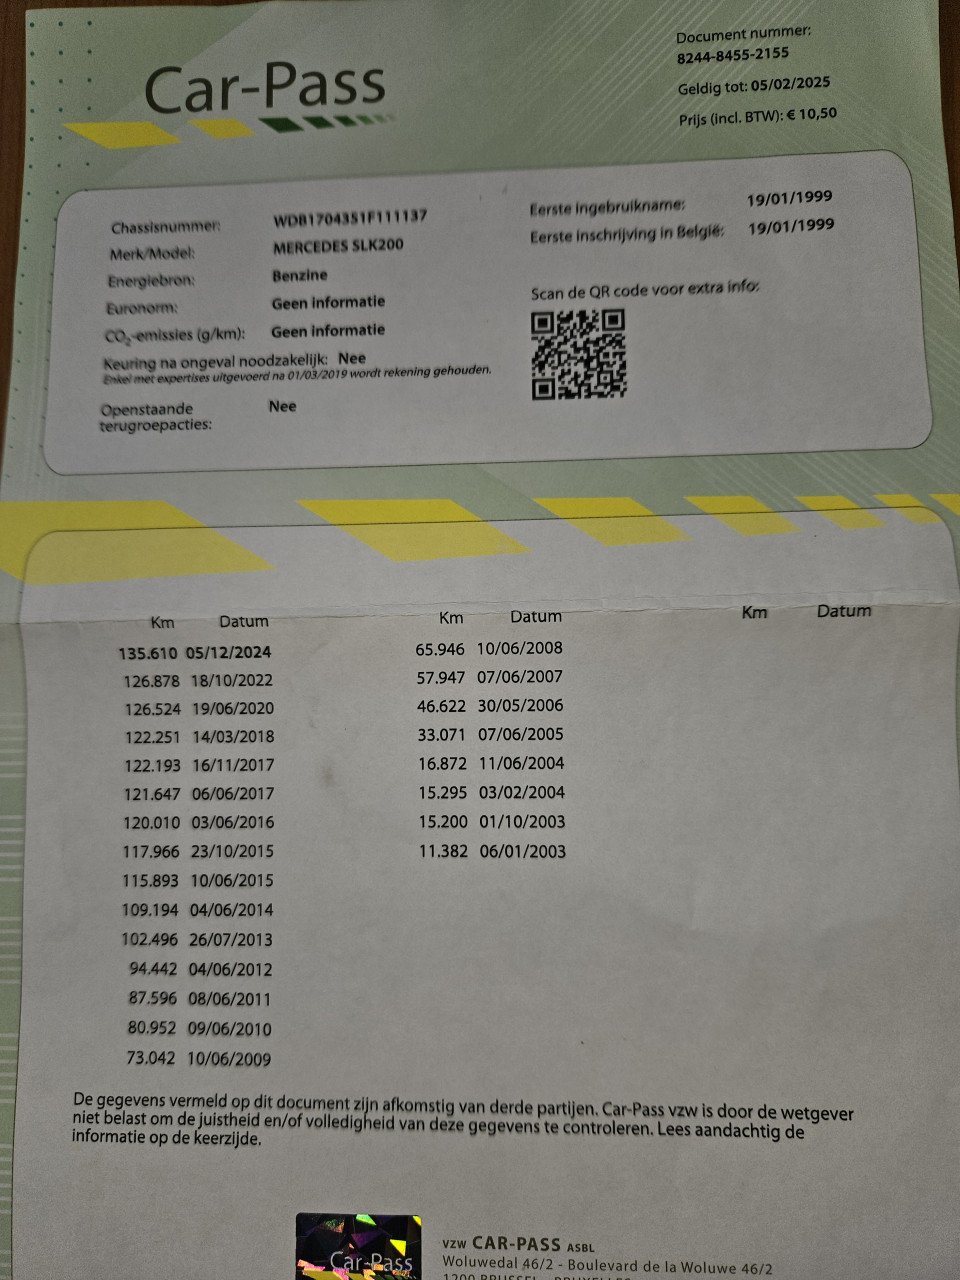 Car-Pass
Document nummer:
8244-8455-2155
Geldig tot: 05/02/2025
Prijs (incl. BTW): € 10,50
Chassisnummer: WDB1704351F111137
Merk/Model: MERCEDES SLK200
Energiebron: Benzine
Euronorm: Geen informatie
CO₂-emissies (g/km): Geen informatie
Keuring na ongeval noodzakelijk: Nee
Enkel met expertises uitgevoerd na 01/03/2019 wordt rekening gehouden.
Openstaande Nee
terugroepacties:
Eerste ingebruikname: 19/01/1999
Eerste inschrijving in België: 19/01/1999
Scan de QR code voor extra info:
Km Datum
135.610 05/12/2024
126.878 18/10/2022
126.524 19/06/2020
122.251 14/03/2018
122.193 16/11/2017
121.647 06/06/2017
120.010 03/06/2016
117.966 23/10/2015
115.893 10/06/2015
109.194 04/06/2014
102.496 26/07/2013
94.442 04/06/2012
87.596 08/06/2011
80.952 09/06/2010
73.042 10/06/2009
Km Datum
65.946 10/06/2008
57.947 07/06/2007
46.622 30/05/2006
33.071 07/06/2005
16.872 11/06/2004
15.295 03/02/2004
15.200 01/10/2003
11.382 06/01/2003
Km Datum
De gegevens vermeld op dit document zijn afkomstig van derde partijen. Car-Pass vzw is door de wetgever
niet belast om de juistheid en/of volledigheid van deze gegevens te controleren. Lees aandachtig de
informatie op de keerzijde.
Car-Pass
vzw CAR-PASS ASBL
Woluwedal 46/2 - Boulevard de la Woluwe 46/2
1200 BRUSSEL - BRUXELLES